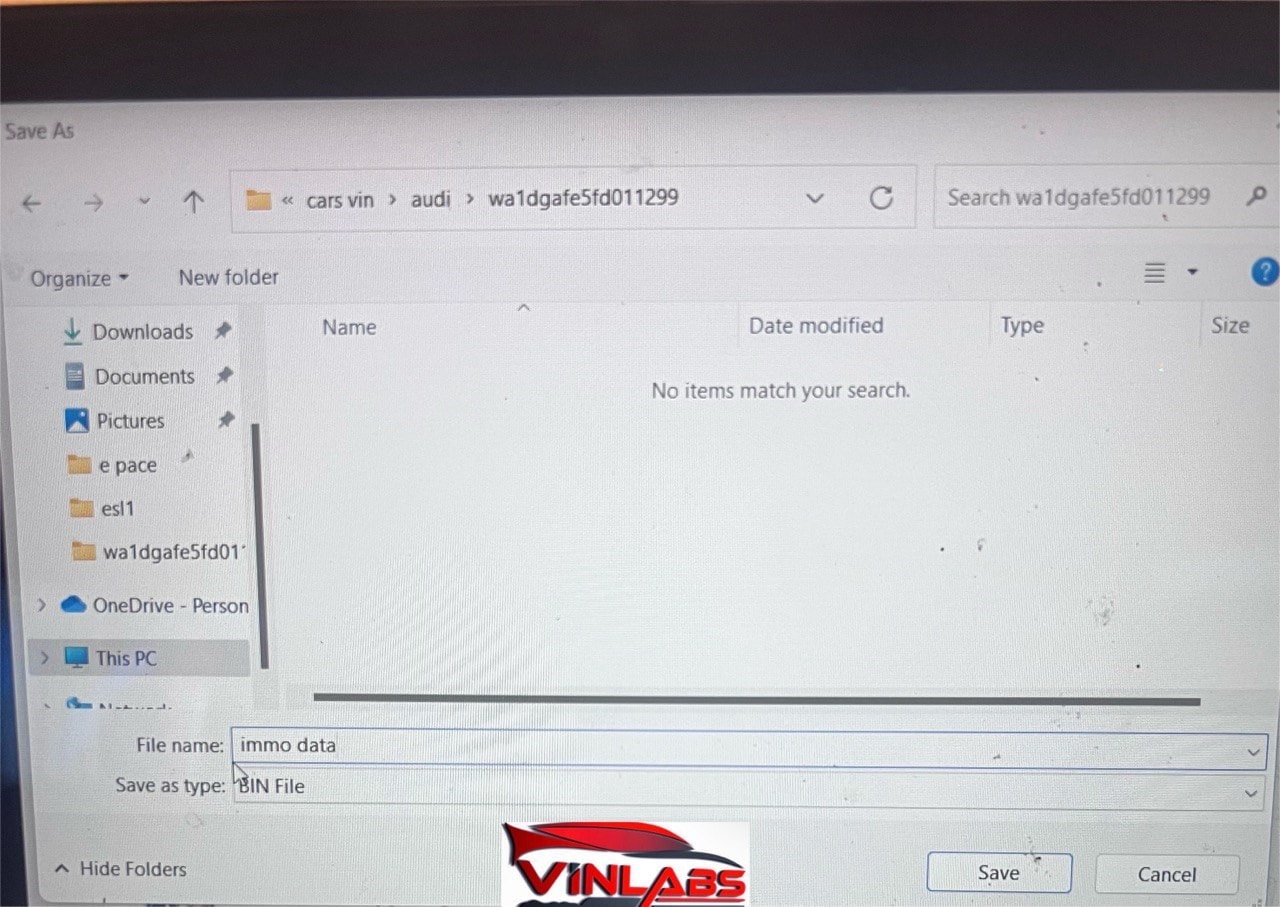 Save As
« cars vin > audi > wa1dgafe5fd011299
Search wa1dgafe5fd011299
Organize
New folder
Downloads
Documents
Pictures
e pace
esl1
wa1dgafe5fd01
OneDrive - Person
This PC
Name
Date modified
Type
Size
No items match your search.
File name: immo data
Save as type: BIN File
Hide Folders
VINLABS
Save
Cancel